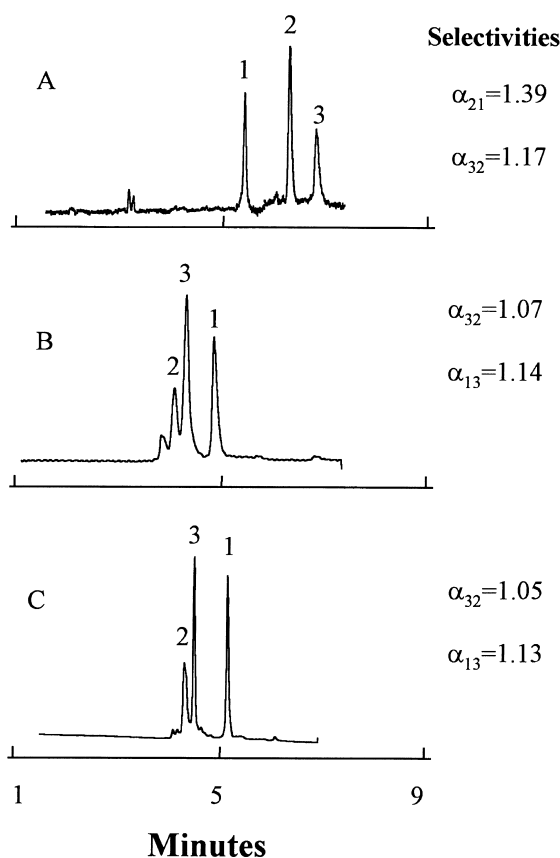 Selectivities
A
1
2
3
α21=1.39
α32=1.17
B
2
3
1
α32=1.07
α13=1.14
C
2
3
1
α32=1.05
α13=1.13
1 5 9
Minutes